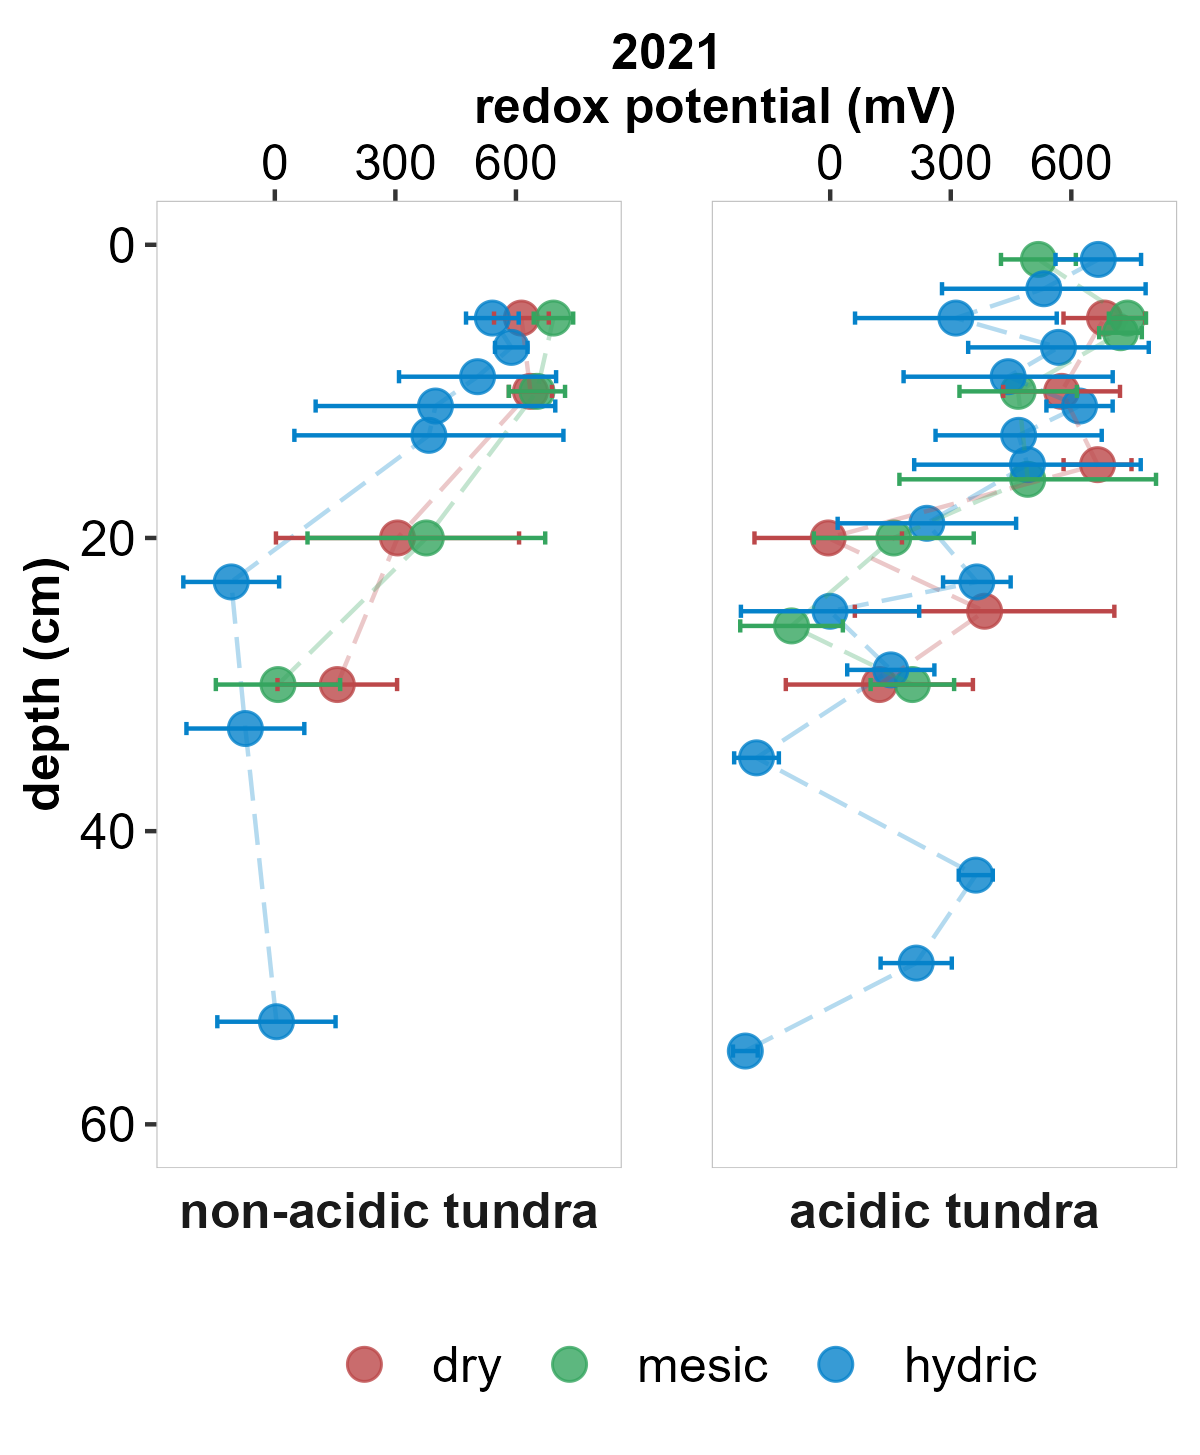 2021
redox potential (mV)
0 300 600
0 300 600
0
20
40
60
depth (cm)
non-acidic tundra
acidic tundra
dry mesic hydric